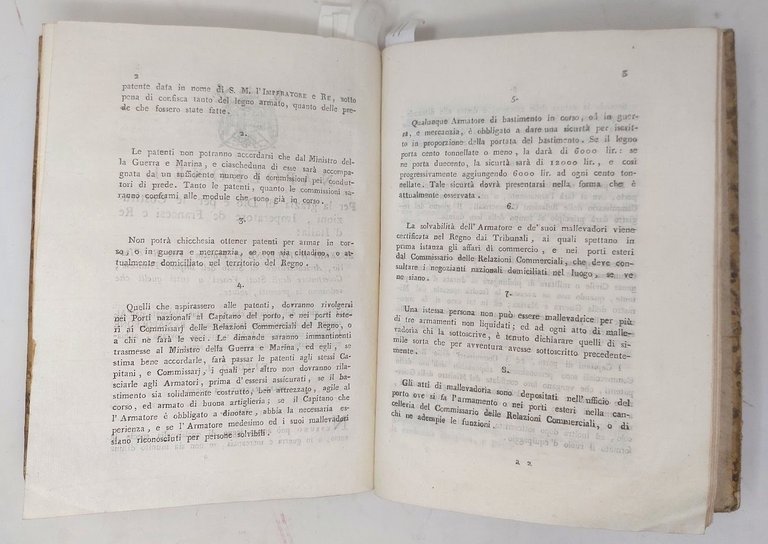 2
patente data in nome di S. M. l'IMPERATORE e RE, sotto
pena di confisca tanto del legno armato, quanto delle pre-
de che fossero state fatte.
2.
Le patenti non potranno accordarsi che dal Ministro del-
la Guerra e Marina, e ciascheduna di esse sarà accompa-
gnata da un sufficiente numero di commissioni pei condut-
tori di prede. Tanto le patenti, quanto le commissioni sa-
ranno conformi alle module che sono già in corso.
3.
Non potrà chicchesia ottener patenti per armar in cor-
so, o in guerra e mercanzia, se non sia cittadino, o at-
tualmente domiciliato nel territorio del Regno.
4.
Quelli che aspirassero alle patenti, dovranno rivolgersi
nei Porti nazionali al Capitano del porto, e nei porti este-
ri ai Commissarj delle Relazioni Commerciali del Regno, o
a chi ne farà le veci. Le dimande saranno immantinenti
trasmesse al Ministro della Guerra e Marina, ed egli, se
stima bene accordarle, farà passar le patenti agli stessi Ca-
pitani, e Commissarj, i quali per altro non dovranno rila-
sciarle agli Armatori, prima d'essersi assicurati, se il ba-
stimento sia solidamente costrutto, ben attrezzato, agile al
corso, ed armato di buona artiglieria; se il Capitano che
l'Armatore è obbligato a dinotare, abbia la necessaria es-
perienza, e se l'Armatore medesimo ed i suoi mallevadori
siano riconosciuti per persone solvibili.
3
5.
Qualunque Armatore di bastimento in corso, od in guer-
ra, e mercanzia, è obbligato a dare una sicurtà per iscrit-
to in proporzione della portata del bastimento. Se il legno
porta cento tonnellate o meno, la darà di 6000 lir.: se
ne porta duecento, la sicurtà sarà di 12000 lir., e così
progressivamente aggiungendo 6000 lir. ad ogni cento ton-
nellate. Tale sicurtà dovrà presentarsi nella forma che è
attualmente osservata.
6.
La solvabilità dell'Armatore e de' suoi mallevadori viene
certificata nel Regno dai Tribunali, ai quali spettano in
prima istanza gli affari di commercio, e nei porti esteri
dal Commissario delle Relazioni Commerciali, che deve con-
sultare i negozianti nazionali domiciliati nel luogo, se ve
ne siano.
7.
Una istessa persona non può essere mallevadrice per più
di tre armamenti non liquidati; ed ad ogni atto di malle-
vadoria chi la sottoscrive, è tenuto dichiarare quelli di si-
mile sorta che per avventura avesse sottoscritto precedente-
mente.
8.
Gli atti di mallevadoria sono depositati nell'ufficio del
porto ove si fa l'armamento o nei porti esteri nella can-
celleria del Commissario delle Relazioni Commerciali, o di
chi ne adempie le funzioni.
a 2